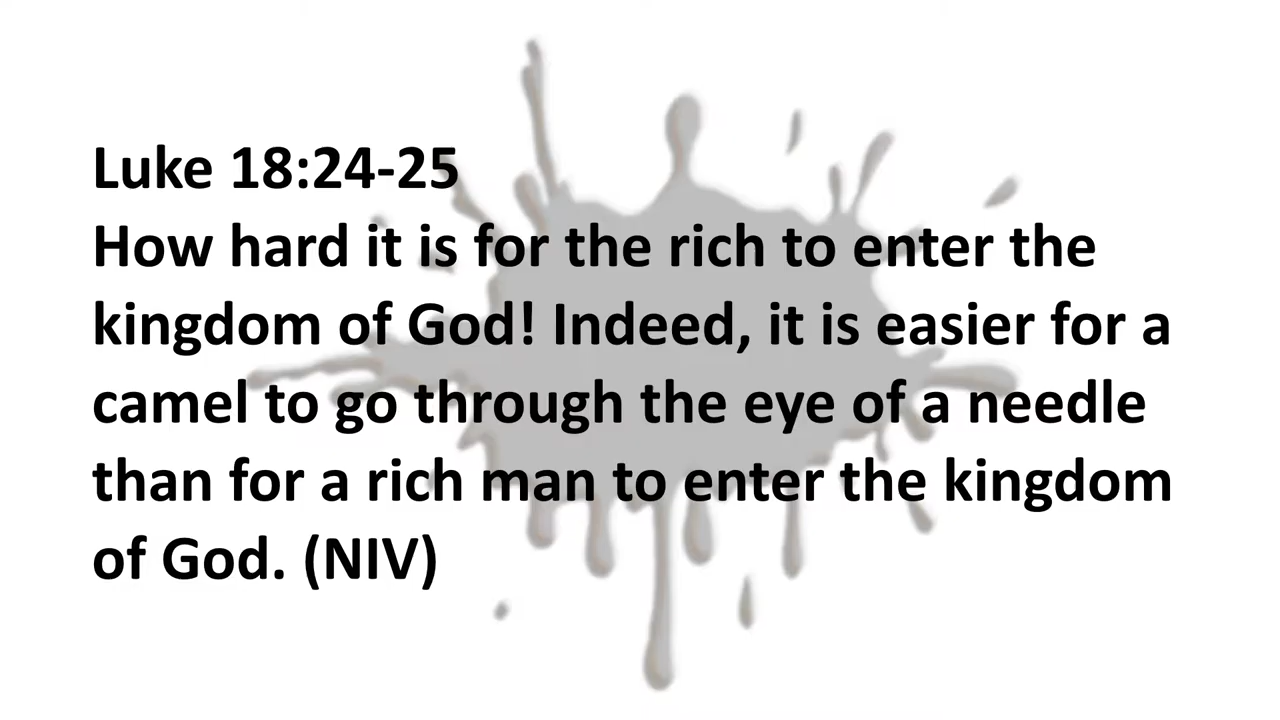 Luke 18:24-25
How hard it is for the rich to enter the
kingdom of God! Indeed, it is easier for a
camel to go through the eye of a needle
than for a rich man to enter the kingdom
of God. (NIV)